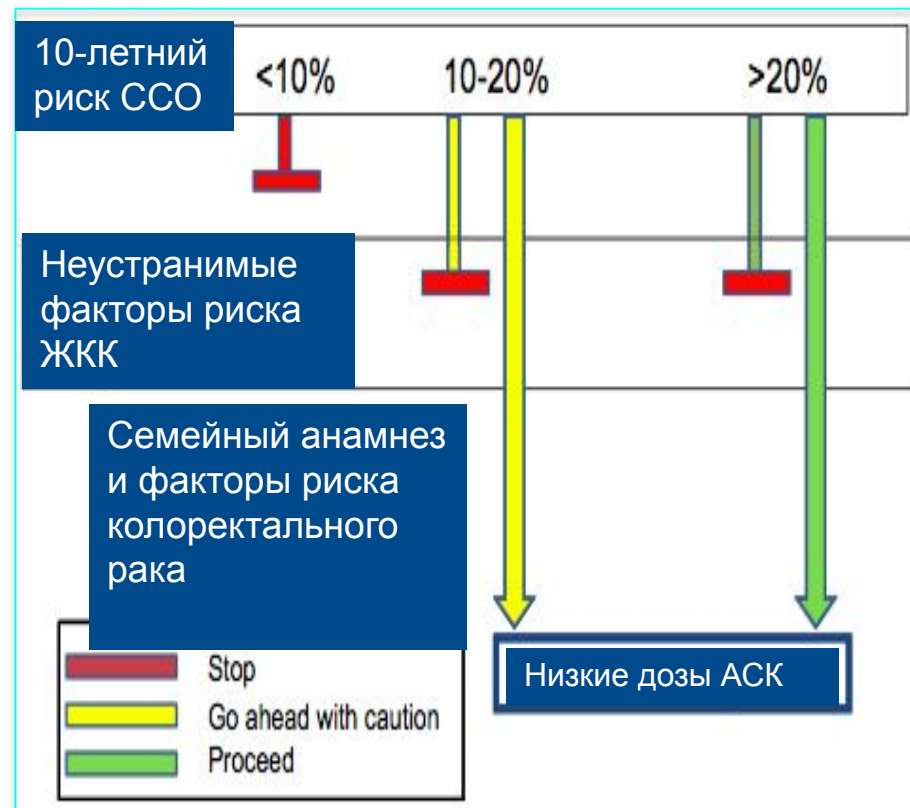 10-летний
риск ССО
<10% 10-20% >20%
Неустранимые
факторы риска
ЖКК
Семейный анамнез
и факторы риска
колоректального
рака
Низкие дозы АСК
Stop
Go ahead with caution
Proceed